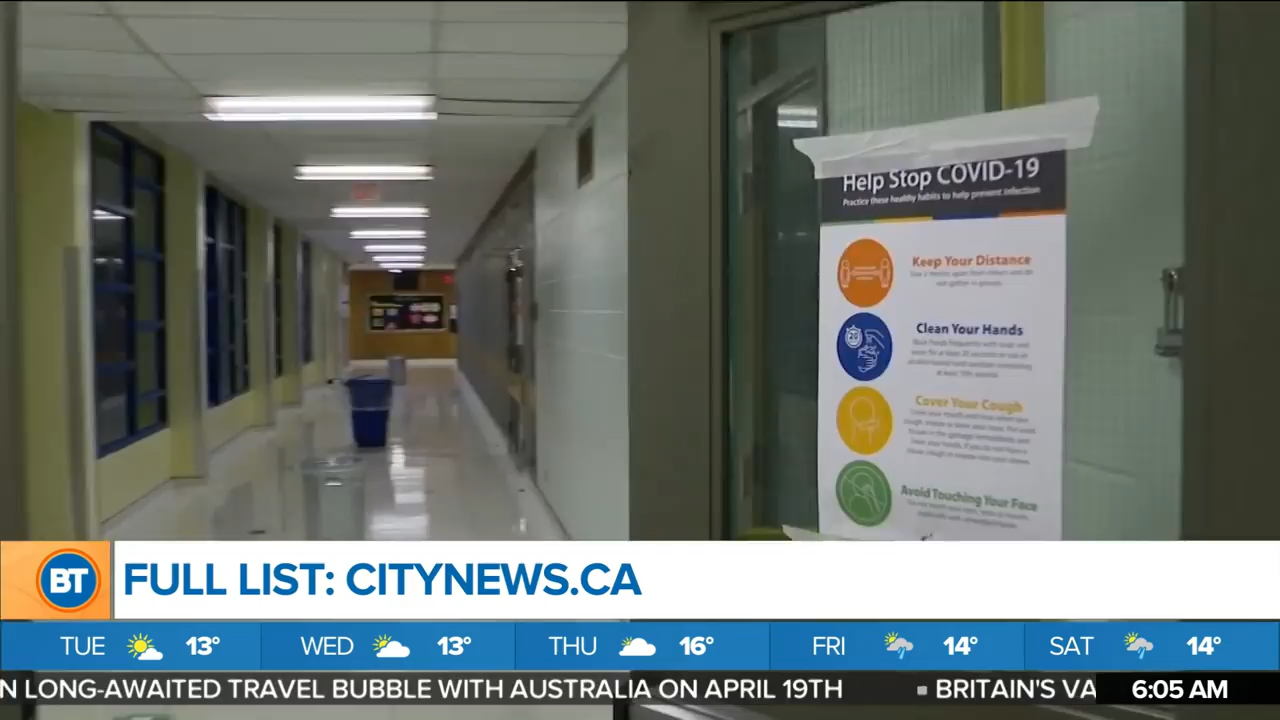 Help Stop COVID-19
Practice these healthy habits to help prevent infection
Keep Your Distance
Clean Your Hands
Cover Your Cough
Avoid Touching Your Face
BT
FULL LIST: CITYNEWS.CA
TUE 13° WED 13° THU 16° FRI 14° SAT 14°
N LONG-AWAITED TRAVEL BUBBLE WITH AUSTRALIA ON APRIL 19TH ▪ BRITAIN'S VA 6:05 AM